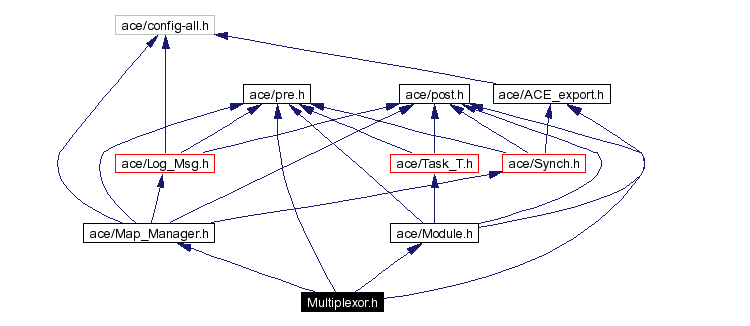 ace/config-all.h
ace/pre.h
ace/post.h
ace/ACE_export.h
ace/Log_Msg.h
ace/Task_T.h
ace/Synch.h
ace/Map_Manager.h
ace/Module.h
Multiplexor.h